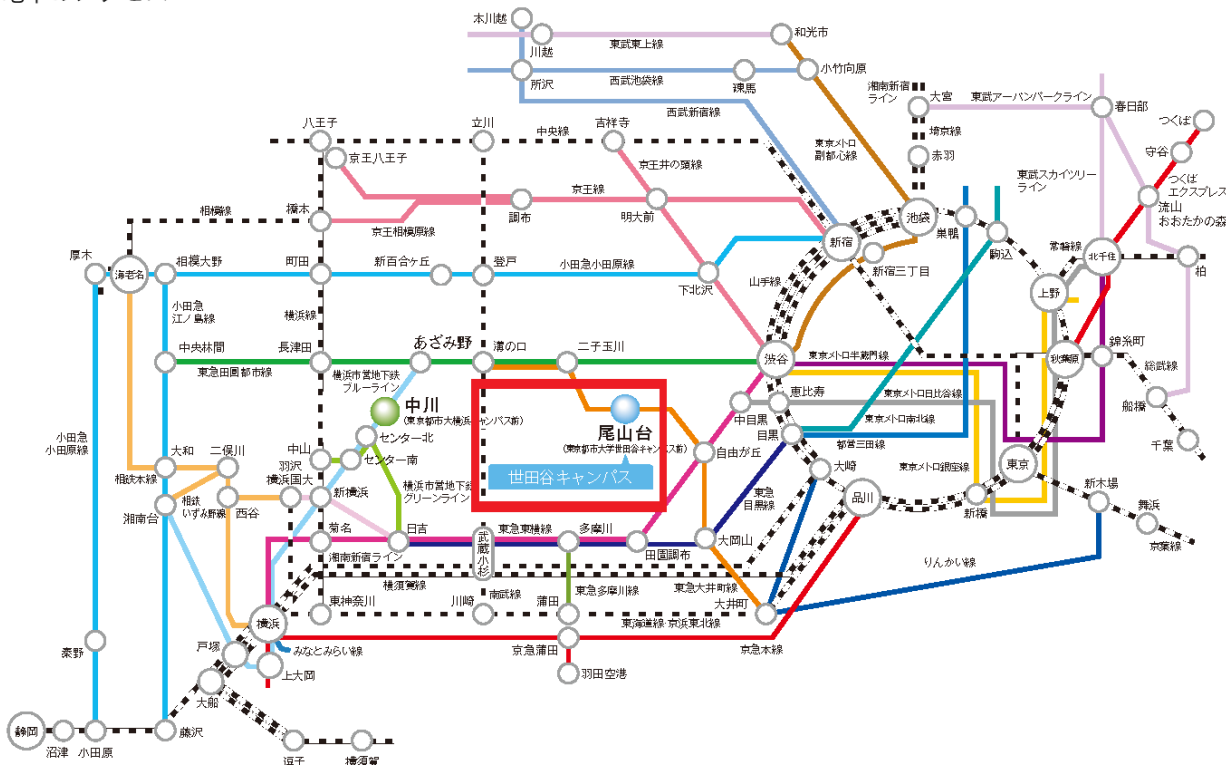 本川越
川越
東武東上線
和光市
所沢
西武池袋線
練馬
小竹向原
西武新宿線
湘南新宿
ライン
大宮
東武アーバンパークライン
春日部
つくば
埼京線
守谷
八王子
立川
中央線
吉祥寺
東京メトロ
副都心線
赤羽
京王八王子
京王井の頭線
東武スカイツリー
ライン
つくば
エクスプレス
流山
おおたかの森
相模線
橋本
京王線
調布
明大前
京王相模原線
新宿
池袋
巣鴨
駒込
常磐線
北千住
柏
厚木
海老名
相模大野
町田
新百合ヶ丘
登戸
小田急小田原線
下北沢
新宿三丁目
山手線
上野
小田急
江ノ島線
横浜線
中央林間
東急田園都市線
長津田
あざみ野
横浜市営地下鉄
ブルーライン
溝の口
二子玉川
渋谷
東京メトロ半蔵門線
秋葉原
錦糸町
総武線
船橋
千葉
中川
(東京都市大横浜キャンパス前)
尾山台
(東京都市大学世田谷キャンパス前)
世田谷キャンパス
恵比寿
東京メトロ日比谷線
中目黒
東京メトロ南北線
目黒
都営三田線
小田急
小田原線
大和
二俣川
中山
羽沢
横浜国大
センター北
センター南
横浜市営地下鉄
グリーンライン
自由が丘
大崎
東京メトロ銀座線
東京
相鉄本線
湘南台
相鉄
いずみ野線
西谷
新横浜
東急
目黒線
品川
新橋
新木場
舞浜
京葉線
菊名
日吉
東急東横線
武蔵小杉
多摩川
田園調布
大岡山
湘南新宿ライン
横須賀線
南武線
東急多摩川線
東急大井町線
りんかい線
大井町
東神奈川
川崎
蒲田
東海道線・京浜東北線
横浜
みなとみらい線
京急蒲田
京急本線
秦野
戸塚
上大岡
羽田空港
大船
静岡
沼津
小田原
藤沢
逗子
横須賀